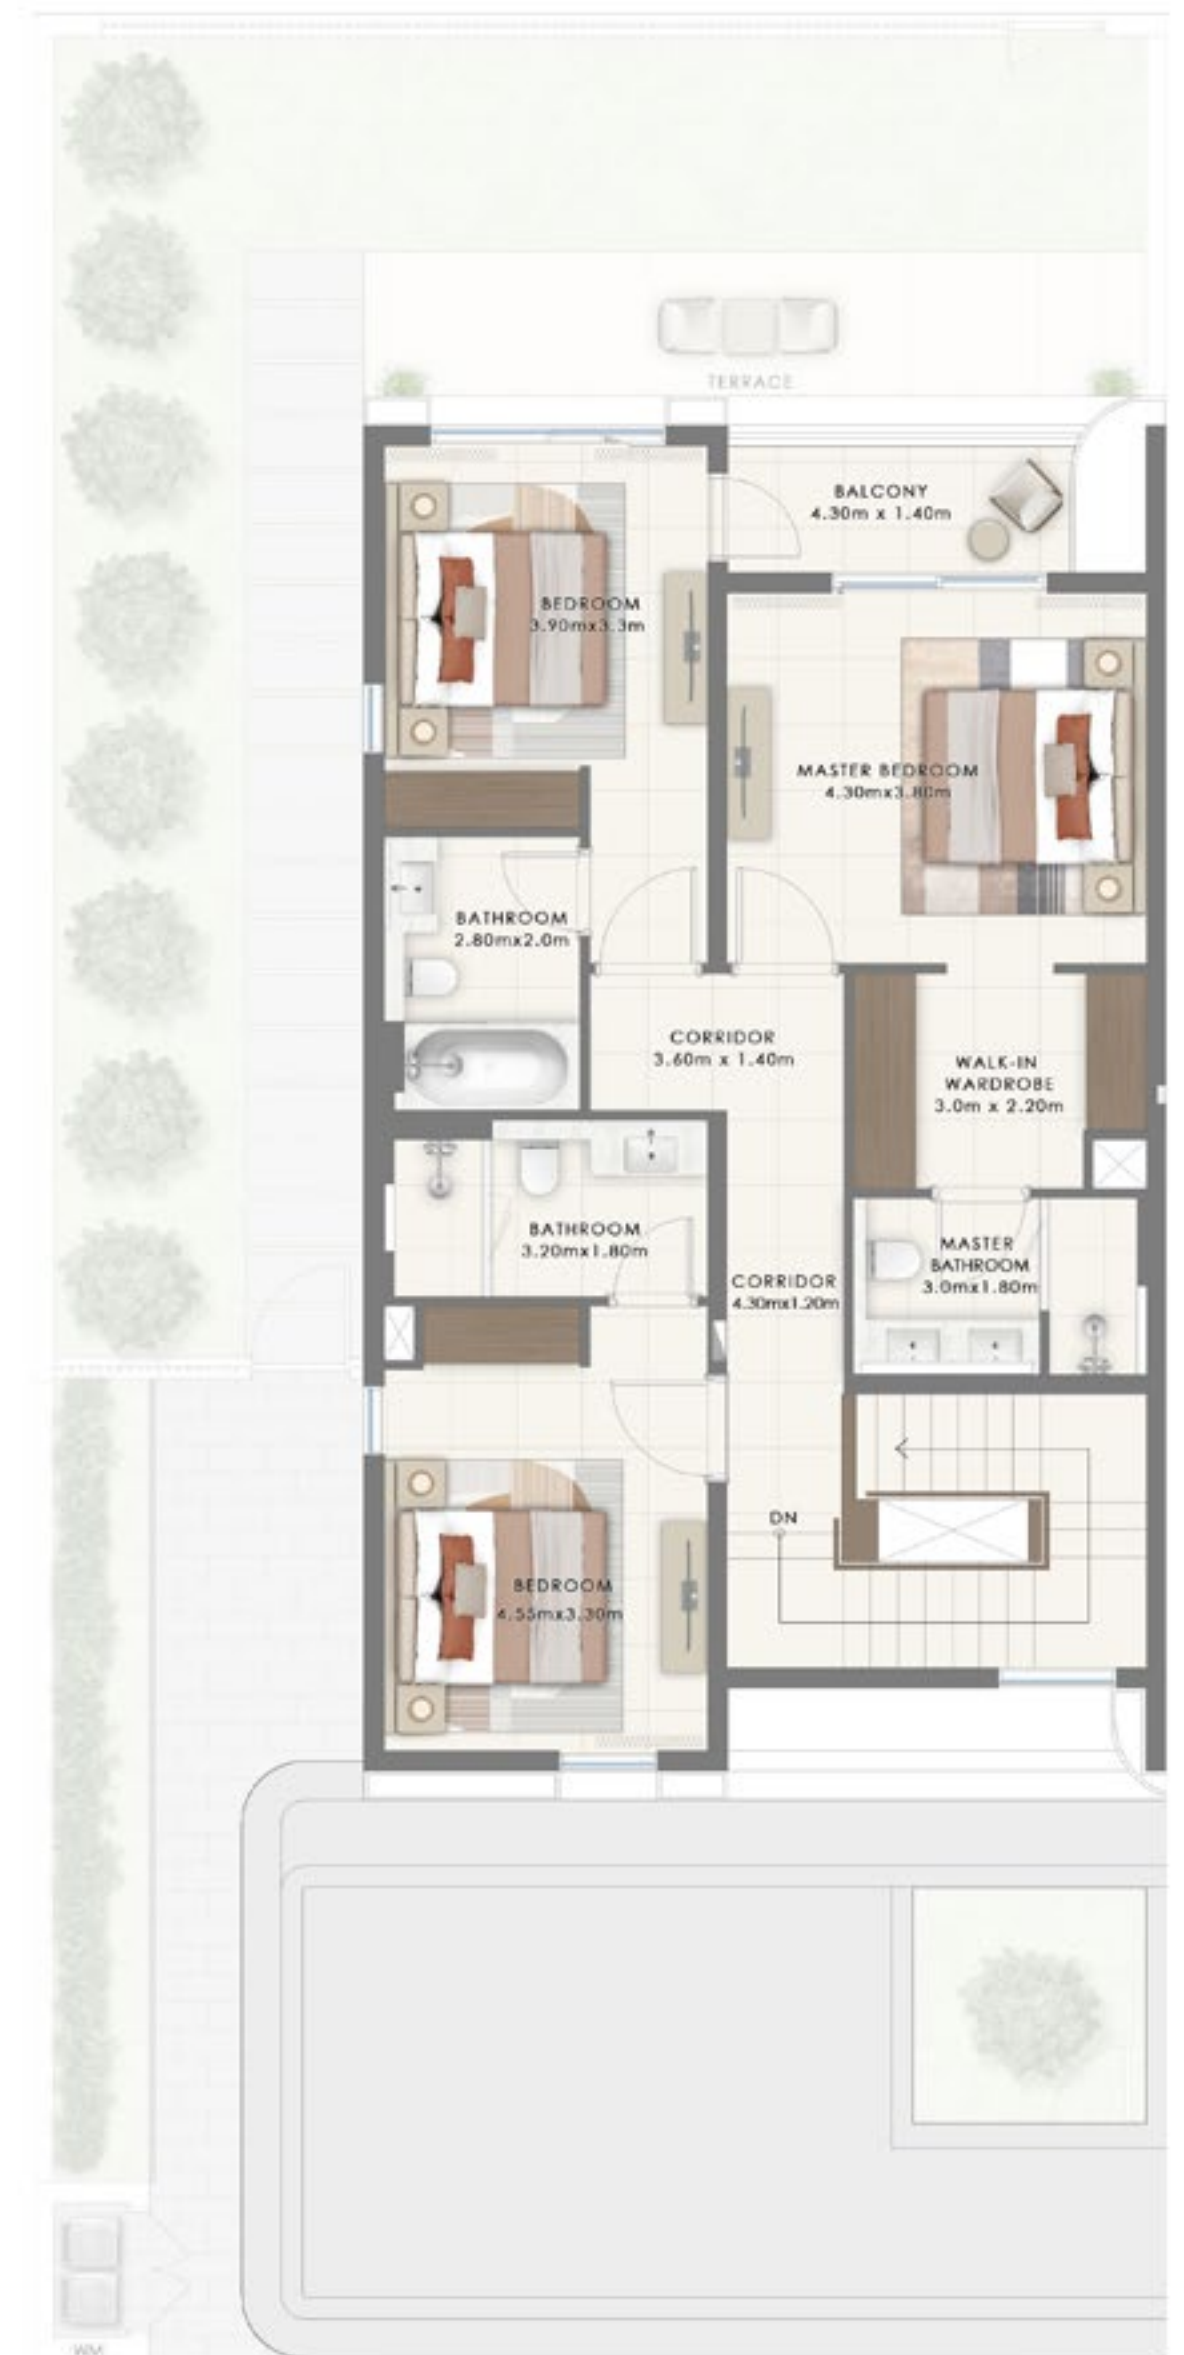 TERRACE
BALCONY
4.30m x 1.40m
BEDROOM
3.90mx3.3m
MASTER BEDROOM
4.30mx3.80m
BATHROOM
2.80mx2.0m
CORRIDOR
3.60m x 1.40m
WALK-IN
WARDROBE
3.0m x 2.20m
BATHROOM
3.20mx1.80m
MASTER
BATHROOM
3.0mx1.80m
CORRIDOR
4.30mx1.20m
DN
BEDROOM
4.55mx3.30m
WM